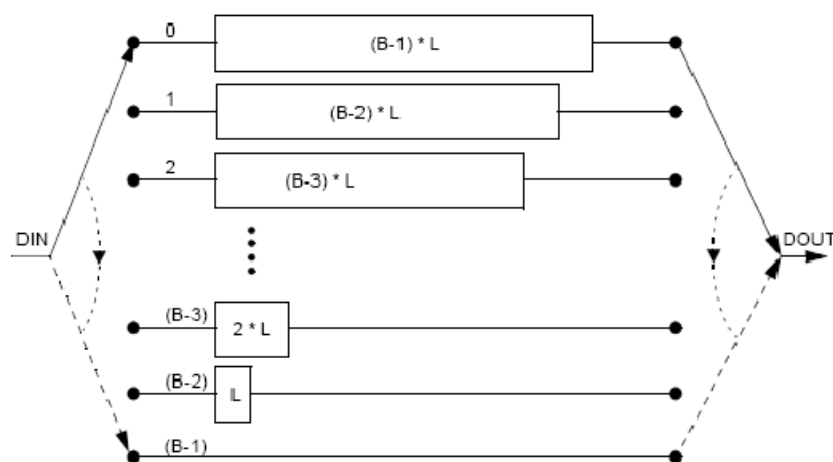 0
(B-1) * L
1
(B-2) * L.
2
(B-3) * L
DIN
DOUT
(B-3)
2 * L
(B-2)
L
(B-1)